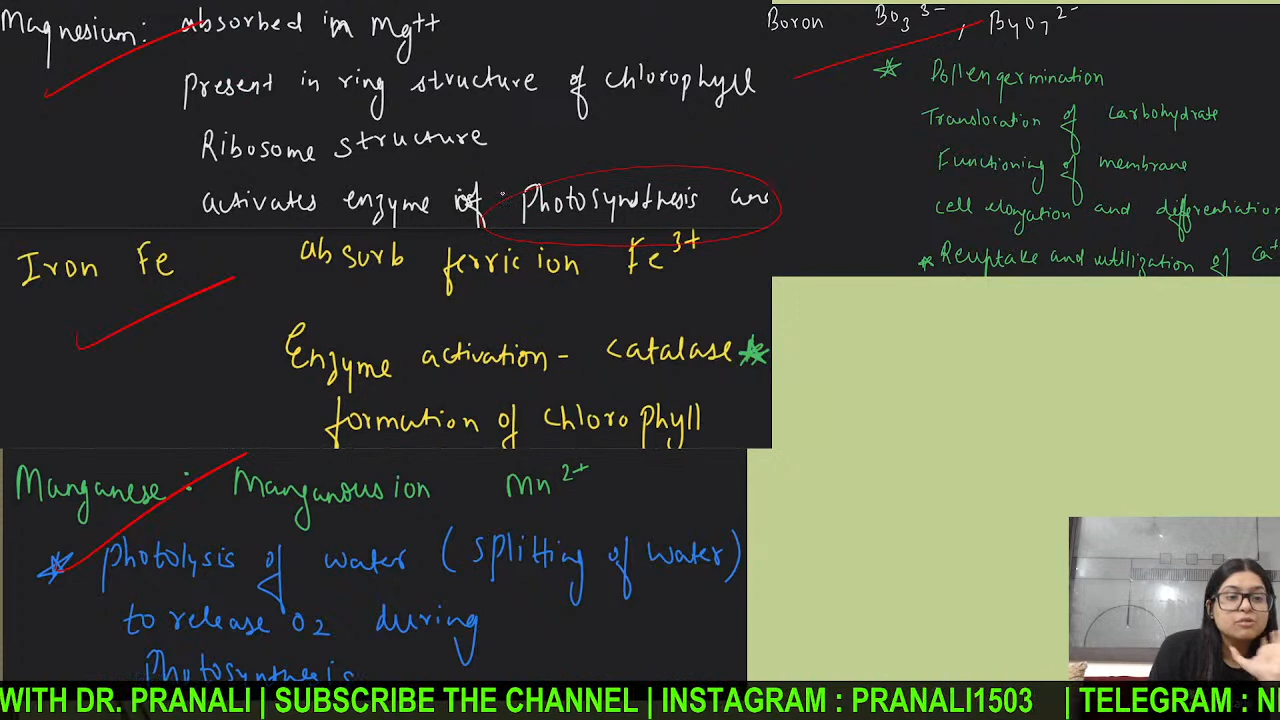 Magnesium: absorbed in Mg++
Present in ring structure of chlorophyll
Ribosome structure
activates enzyme of Photosynthesis and
Boron BO3 3- , B4O7 2-
Pollen germination
Translocation of carbohydrate
Functioning of membrane
cell elongation and differentiation
Reuptake and utilization of Ca+
Iron Fe absorb ferric ion Fe3+
Enzyme activation - catalase
formation of chlorophyll
Manganese: Manganous ion Mn2+
Photolysis of water (splitting of water)
to release O2 during
Photosynthesis
WITH DR. PRANALI | SUBSCRIBE THE CHANNEL | INSTAGRAM : PRANALI1503 | TELEGRAM : N